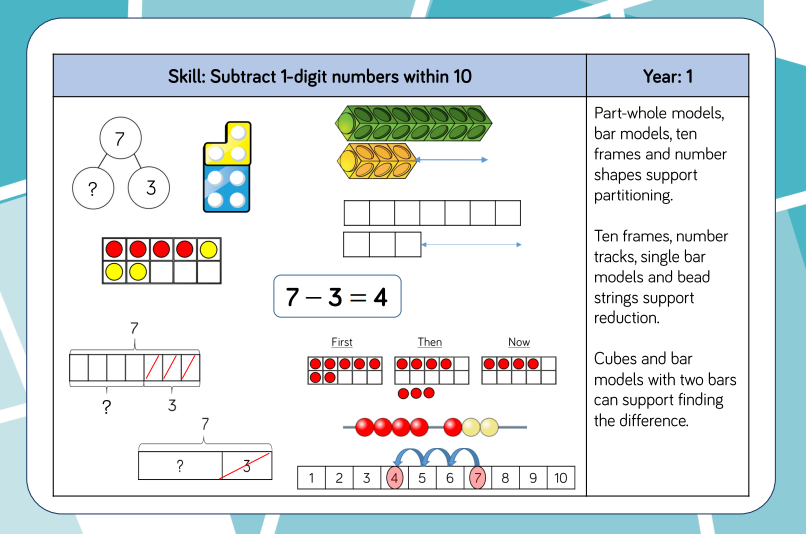 Skill: Subtract 1-digit numbers within 10
Year: 1
7
?
3
7 − 3 = 4
7
?
3
7
?
3
First
Then
Now
1 2 3 4 5 6 7 8 9 10
Part-whole models,
bar models, ten
frames and number
shapes support
partitioning.
Ten frames, number
tracks, single bar
models and bead
strings support
reduction.
Cubes and bar
models with two bars
can support finding
the difference.